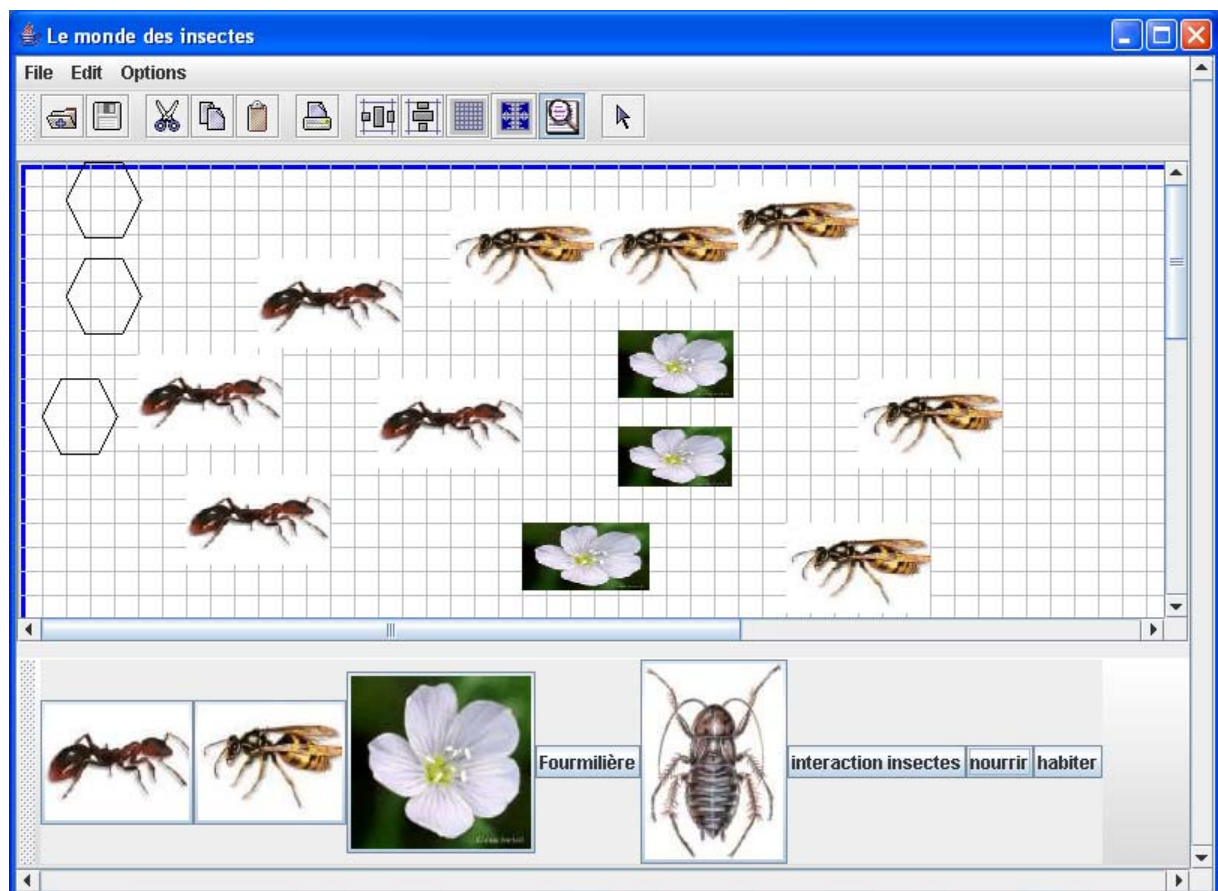 Le monde des insectes
File Edit Options
Fourmilière
interaction insectes
nourrir
habiter